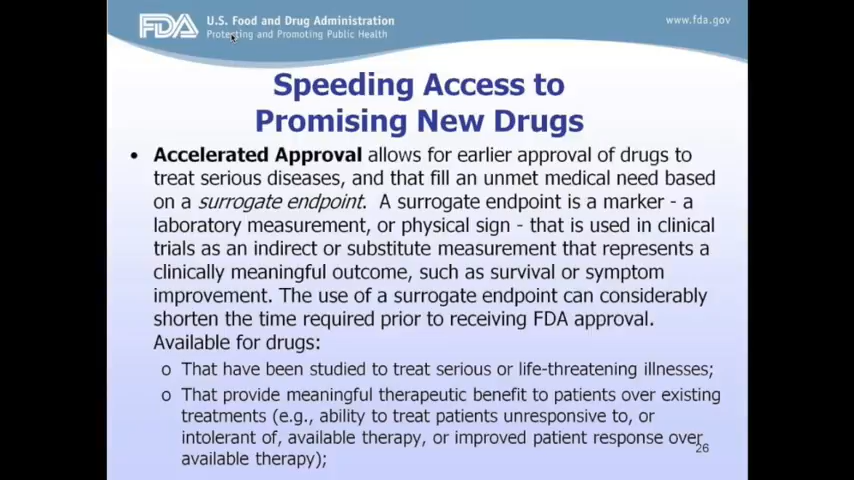 FDA U.S. Food and Drug Administration
Protecting and Promoting Public Health
www.fda.gov
Speeding Access to
Promising New Drugs
• Accelerated Approval allows for earlier approval of drugs to
treat serious diseases, and that fill an unmet medical need based
on a surrogate endpoint. A surrogate endpoint is a marker - a
laboratory measurement, or physical sign - that is used in clinical
trials as an indirect or substitute measurement that represents a
clinically meaningful outcome, such as survival or symptom
improvement. The use of a surrogate endpoint can considerably
shorten the time required prior to receiving FDA approval.
Available for drugs:
o That have been studied to treat serious or life-threatening illnesses;
o That provide meaningful therapeutic benefit to patients over existing
treatments (e.g., ability to treat patients unresponsive to, or
intolerant of, available therapy, or improved patient response over
available therapy);
26